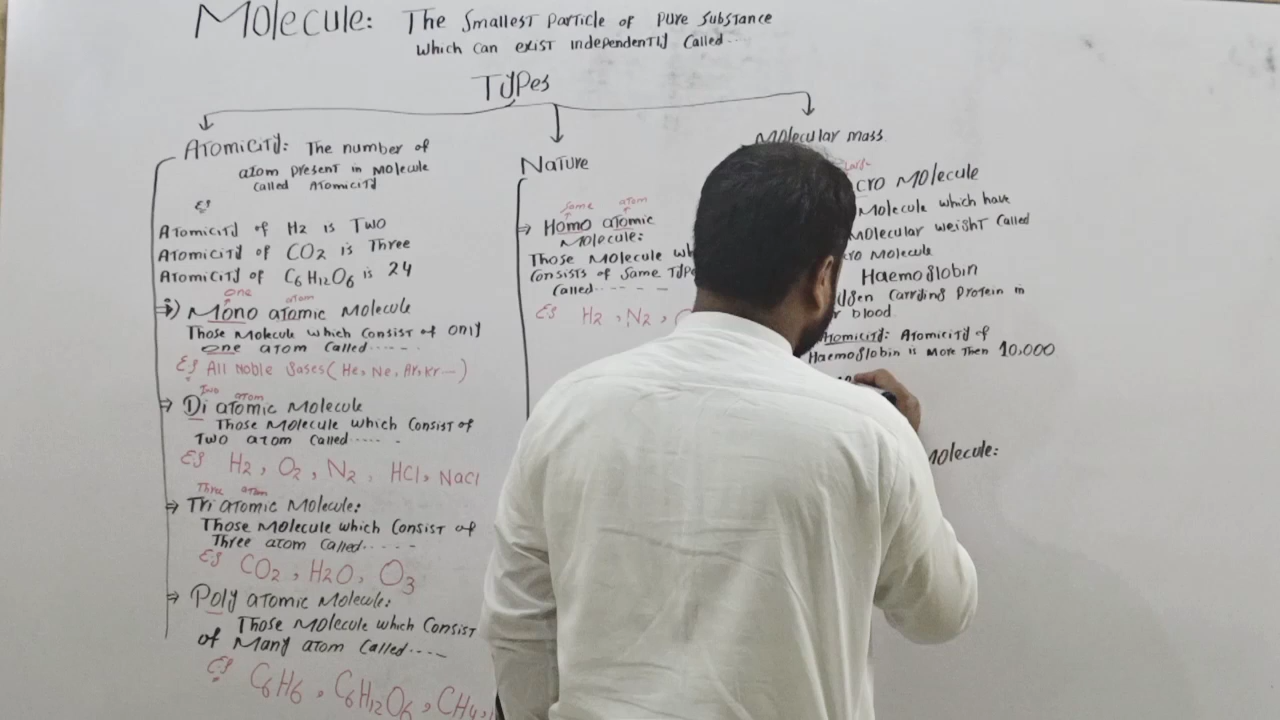 Molecule: The Smallest Particle of Pure Substance
Which can exist independently Called...
Types
Atomicity: The number of
atom present in Molecule
called Atomicity
Eg
Atomicity of H2 is Two
Atomicity of CO2 is Three
Atomicity of C6H12O6 is 24
One atom
⇒) Mono atomic Molecule
Those Molecule which consist of only
one atom called......
Eg All Noble gases (He, Ne, Ar, Kr --)
Two atom
⇒ Di atomic Molecule
Those Molecule which consist of
Two atom called..... -
Eg H2, O2, N2, HCl, NaCl
Three atom
⇒ Tri atomic Molecule:
Those Molecule which consist of
Three atom called.....
Eg CO2, H2O, O3
⇒ Poly atomic Molecule:
Those Molecule which Consist
of Many atom Called....
Eg C6H6, C6H12O6, CH4,
Nature
Same atom
⇒ Homo atomic
Molecule:
Those Molecule
Consists of Same Type
Called.....
Eg H2, N2,
Molecular mass
Molecule
Molecule which have
Molecular weight Called
Molecule
Haemoglobin
Carrying Protein in
blood
Atomicity: Atomicity of
Haemoglobin is More Then 10,000
Molecule: